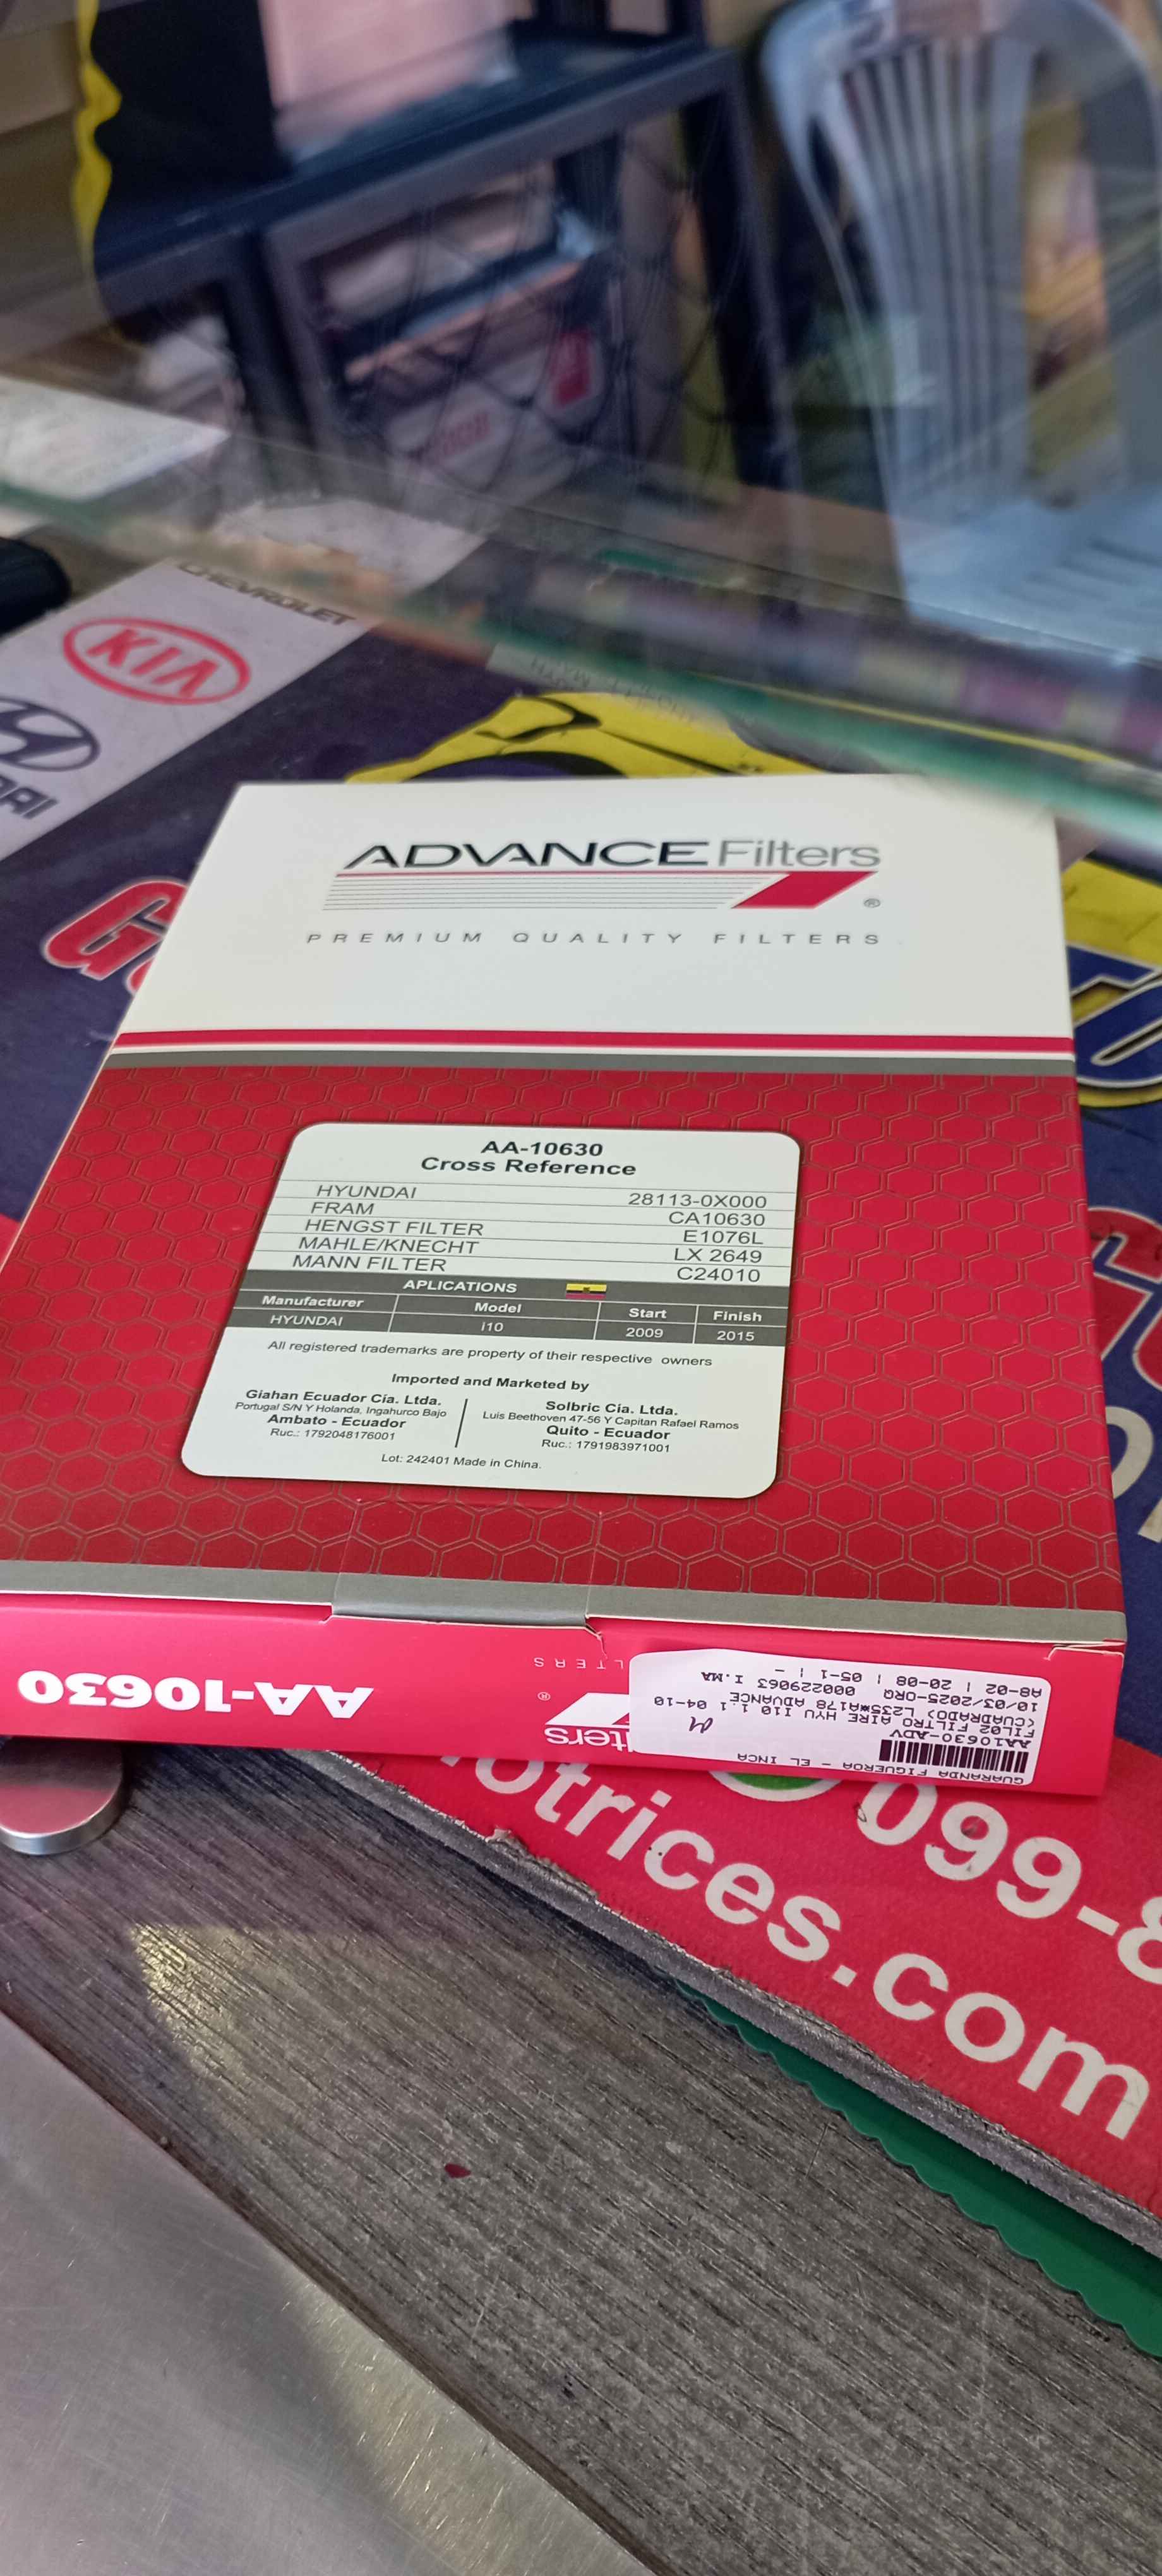 CHEVROLET
KIA
ADVANCE Filters
®
PREMIUM QUALITY FILTERS
AA-10630
Cross Reference
HYUNDAI 28113-0X000
FRAM CA10630
HENGST FILTER E1076L
MAHLE/KNECHT LX 2649
MANN FILTER C24010
APLICATIONS
Manufacturer Model Start Finish
HYUNDAI i10 2009 2015
All registered trademarks are property of their respective owners
Imported and Marketed by
Giahan Ecuador Cía. Ltda.
Portugal S/N Y Holanda, Ingahurco Bajo
Ambato - Ecuador
Ruc.: 1792048176001
Solbric Cia. Ltda.
Luis Beethoven 47-56 Y Capitan Rafael Ramos
Quito - Ecuador
Ruc.: 1791983971001
Lot: 242401 Made in China.
AA-10630
lters
®
LTERS
GUARANDA FIGUEROA - EL INCA
AA10630-ADV
FIL02 FILTRO AIRE HYU I10 1.1 04-10
(CUADRADO) L235*A178 ADVANCE
10/03/2025-ORQ 000229063 I.MA
A8-02 | 20-08 | 05-1- | -
otrices.com
099-8